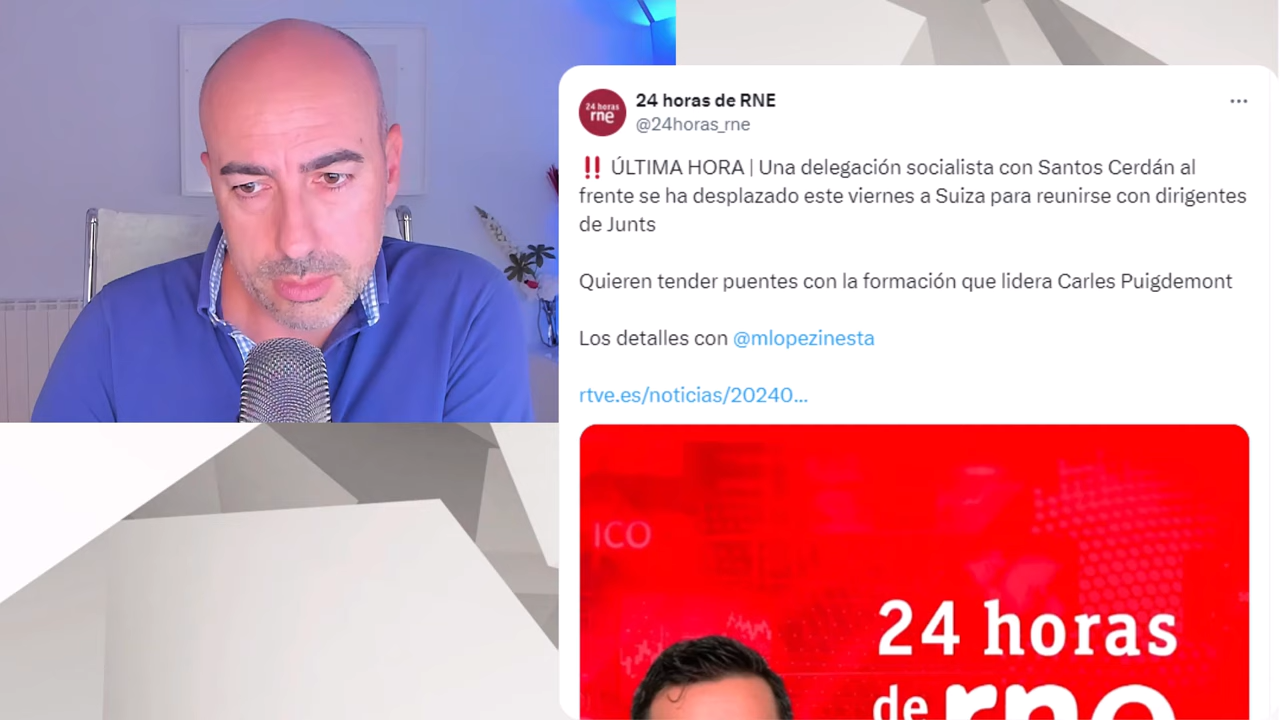 24 horas
rne
24 horas de RNE
@24horas_rne
‼ ÚLTIMA HORA | Una delegación socialista con Santos Cerdán al
frente se ha desplazado este viernes a Suiza para reunirse con dirigentes
de Junts
Quieren tender puentes con la formación que lidera Carles Puigdemont
Los detalles con @mlopezinesta
rtve.es/noticias/20240...
ICO
24 horas
de rne